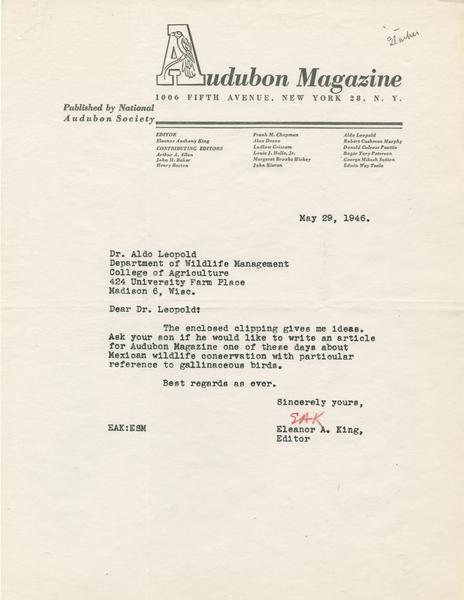 Audubon Magazine
1006 FIFTH AVENUE, NEW YORK 28, N. Y.
Published by National
Audubon Society
EDITOR
Eleanor Anthony King
CONTRIBUTING EDITORS
Arthur A. Allen
John H. Baker
Henry Beston
Frank M. Chapman
Alan Devoe
Ludlow Griscom
Louis J. Halle, Jr.
Margaret Brooks Hickey
John Kieran
Aldo Leopold
Robert Cushman Murphy
Donald Culross Peattie
Roger Tory Peterson
George Miksch Sutton
Edwin Way Teale
May 29, 1946.
Dr. Aldo Leopold
Department of Wildlife Management
College of Agriculture
424 University Farm Place
Madison 6, Wisc.
Dear Dr. Leopold:
The enclosed clipping gives me ideas.
Ask your son if he would like to write an article
for Audubon Magazine one of these days about
Mexican wildlife conservation with particular
reference to gallinaceous birds.
Best regards as ever.
Sincerely yours,
EAK
EAK:ESM
Eleanor A. King,
Editor